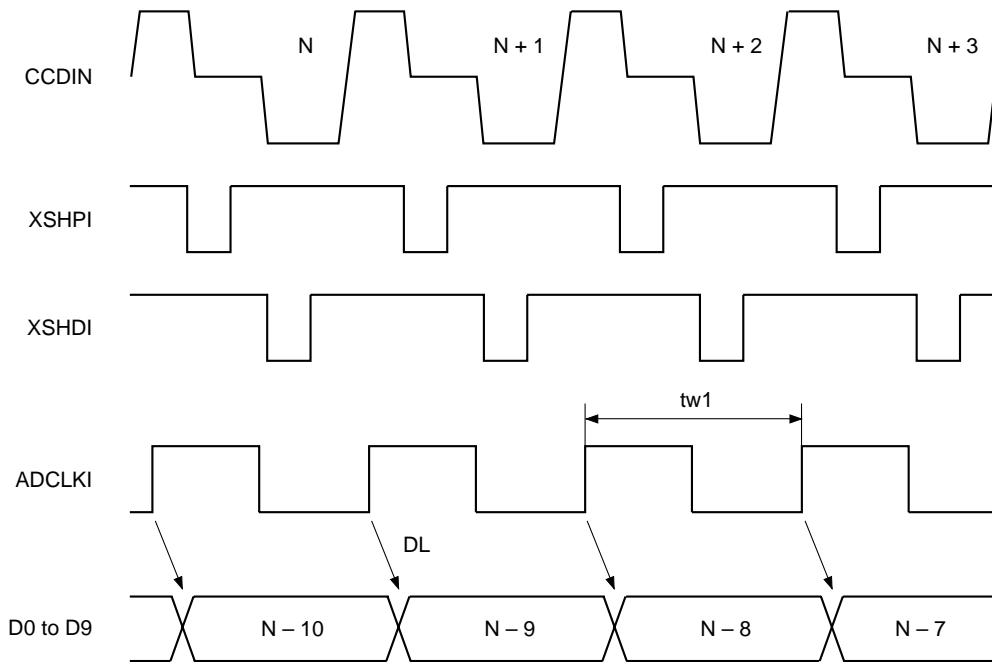 N N + 1 N + 2 N + 3
CCDIN
XSHPI
XSHDI
tw1
ADCLKI
DL
D0 to D9 N – 10 N – 9 N – 8 N – 7